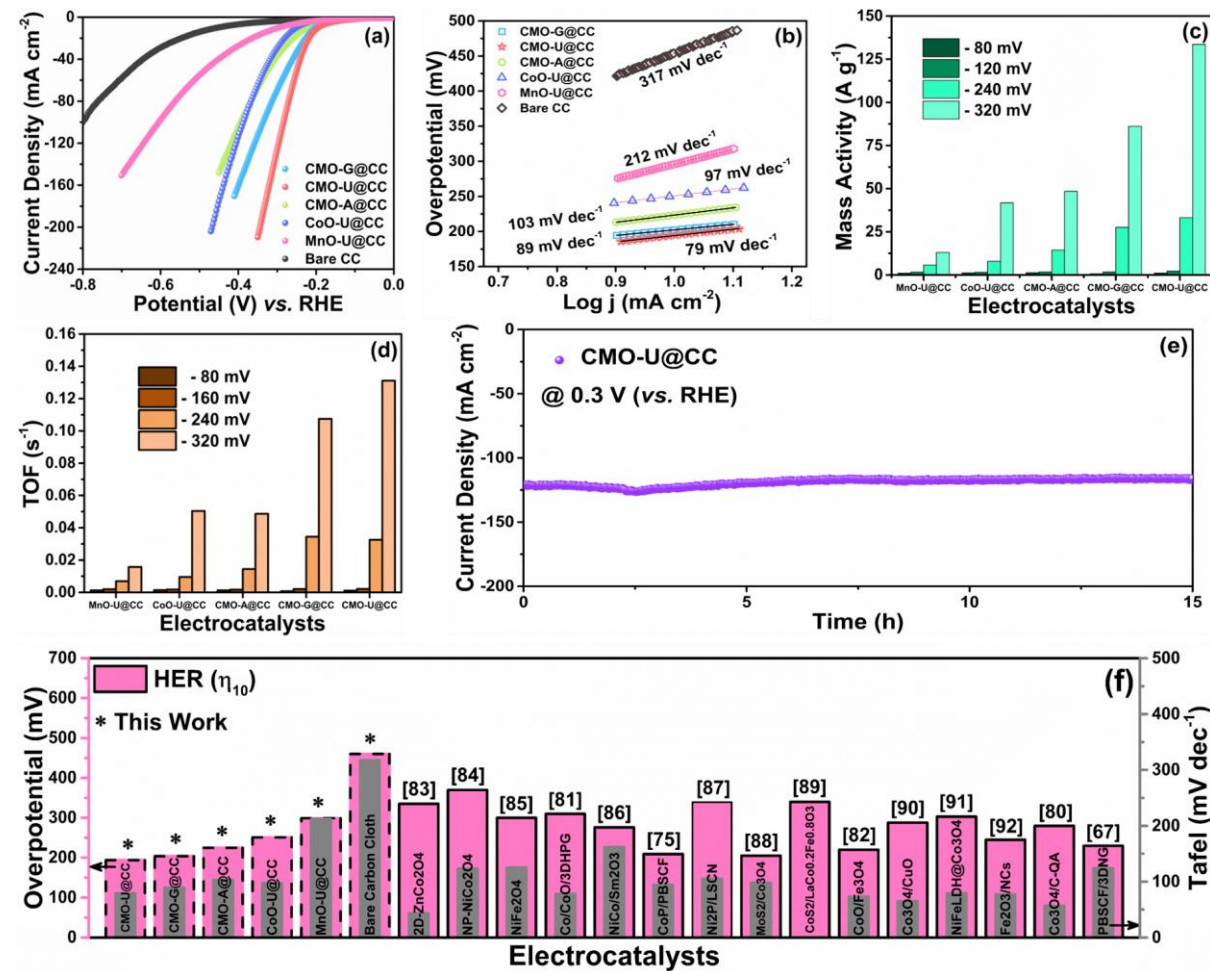 (a)
Current Density (mA cm-2)
0
-40
-80
-120
-160
-200
-240
-0.8
-0.6
-0.4
-0.2
0.0
Potential (V) vs. RHE
CMO-G@CC
CMO-U@CC
CMO-A@CC
CoO-U@CC
MnO-U@CC
Bare CC
(b)
Overpotential (mV)
500
450
400
350
300
250
200
150
0.7
0.8
0.9
1.0
1.1
1.2
Log j (mA cm-2)
CMO-G@CC
CMO-U@CC
CMO-A@CC
CoO-U@CC
MnO-U@CC
Bare CC
317 mV dec-1
212 mV dec-1
97 mV dec-1
103 mV dec-1
89 mV dec-1
79 mV dec-1
(c)
Mass Activity (A g-1)
150
125
100
75
50
25
0
- 80 mV
- 120 mV
- 240 mV
- 320 mV
MnO-U@CC
CoO-U@CC
CMO-A@CC
CMO-G@CC
CMO-U@CC
Electrocatalysts
(d)
TOF (s-1)
0.16
0.14
0.12
0.10
0.08
0.06
0.04
0.02
0.00
- 80 mV
- 160 mV
- 240 mV
- 320 mV
MnO-U@CC
CoO-U@CC
CMO-A@CC
CMO-G@CC
CMO-U@CC
Electrocatalysts
(e)
Current Density (mA cm-2)
0
-50
-100
-150
-200
CMO-U@CC
@ 0.3 V (vs. RHE)
0
5
10
15
Time (h)
(f)
Overpotential (mV)
700
600
500
400
300
200
100
0
HER (η10)
* This Work
*
*
*
*
*
*
[83]
[84]
[85]
[81]
[86]
[75]
[87]
[88]
[89]
[82]
[90]
[91]
[92]
[80]
[67]
CMO-U@CC
CMO-G@CC
CMO-A@CC
CoO-U@CC
MnO-U@CC
Bare Carbon Cloth
2D-ZnCo2O4
NP-NiCo2O4
NiFe2O4
Co/CoO/3DHPG
NiCo/Sm2O3
CoP/PBSCF
Ni2P/LSCN
MoS2/Co3O4
CoS2/LaCo0.2Fe0.8O3
CoO/Fe3O4
Co3O4/CuO
NiFeLDH@Co3O4
Fe2O3/NCs
Co3O4/C-QA
PBSCF/3DNG
500
400
300
200
100
0
Tafel (mV dec-1)
Electrocatalysts